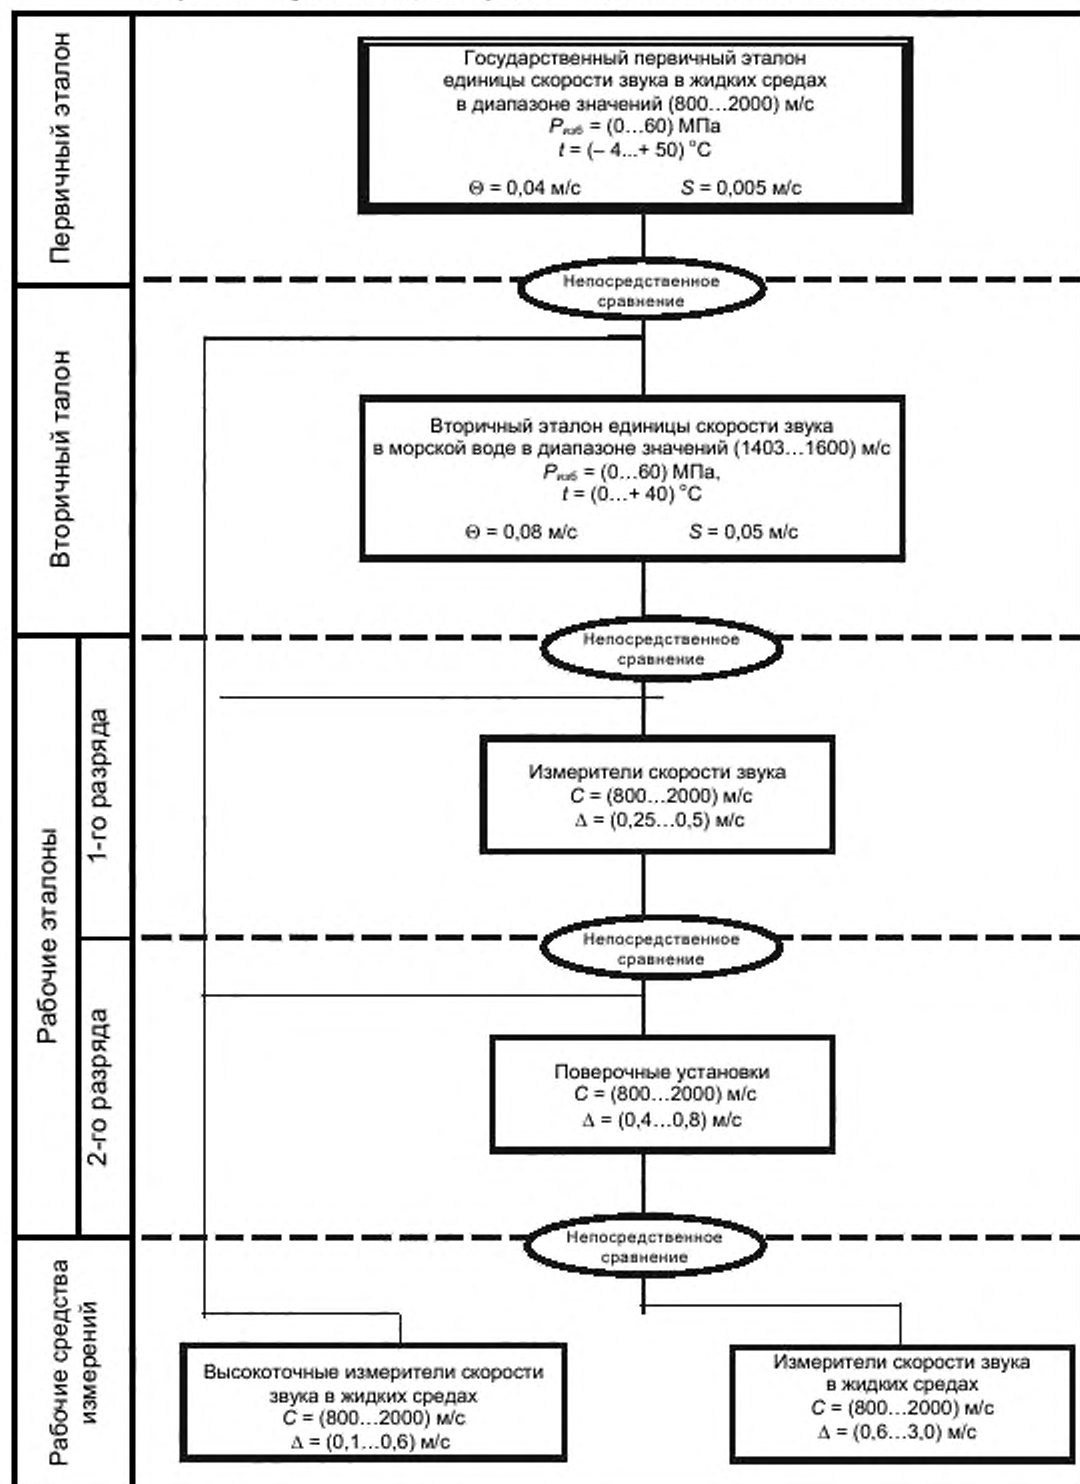 Первичный эталон
Государственный первичный эталон
единицы скорости звука в жидких средах
в диапазоне значений (800...2000) м/с
Pизб = (0...60) МПа
t = (– 4...+ 50) °C
Θ = 0,04 м/с S = 0,005 м/с
Непосредственное
сравнение
Вторичный талон
Вторичный эталон единицы скорости звука
в морской воде в диапазоне значений (1403...1600) м/с
Pизб = (0...60) МПа,
t = (0...+ 40) °C
Θ = 0,08 м/с S = 0,05 м/с
Непосредственное
сравнение
Рабочие эталоны
1-го разряда
Измерители скорости звука
C = (800...2000) м/с
Δ = (0,25...0,5) м/с
Непосредственное
сравнение
2-го разряда
Поверочные установки
C = (800...2000) м/с
Δ = (0,4...0,8) м/с
Непосредственное
сравнение
Рабочие средства
измерений
Высокоточные измерители скорости
звука в жидких средах
C = (800...2000) м/с
Δ = (0,1...0,6) м/с
Измерители скорости звука
в жидких средах
C = (800...2000) м/с
Δ = (0,6...3,0) м/с